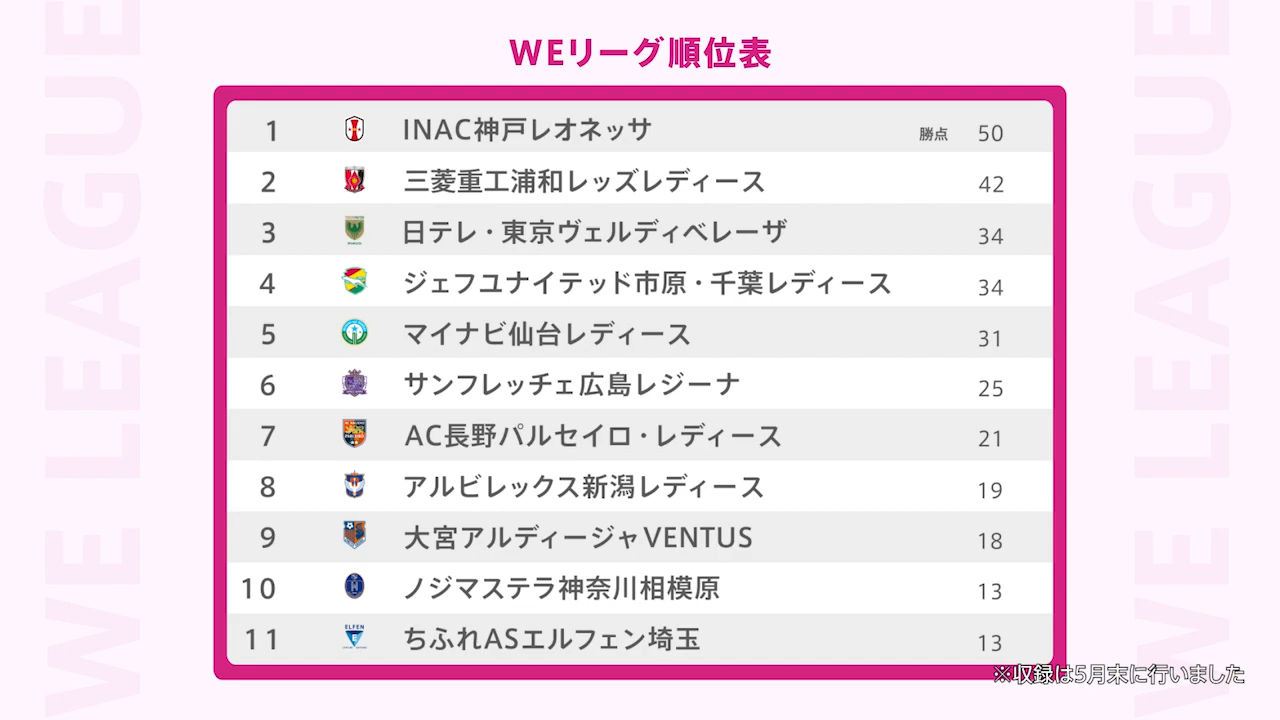 WEリーグ順位表
1 INAC神戸レオネッサ 勝点 50
2 三菱重工浦和レッズレディース 42
3 日テレ・東京ヴェルディベレーザ 34
4 ジェフユナイテッド市原・千葉レディース 34
5 マイナビ仙台レディース 31
6 サンフレッチェ広島レジーナ 25
7 AC長野パルセイロ・レディース 21
8 アルビレックス新潟レディース 19
9 大宮アルディージャVENTUS 18
10 ノジマステラ神奈川相模原 13
ELFEN
11 ちふれASエルフェン埼玉 13
※収録は5月末に行いました
WE LEAGUE
WE LEAGUE